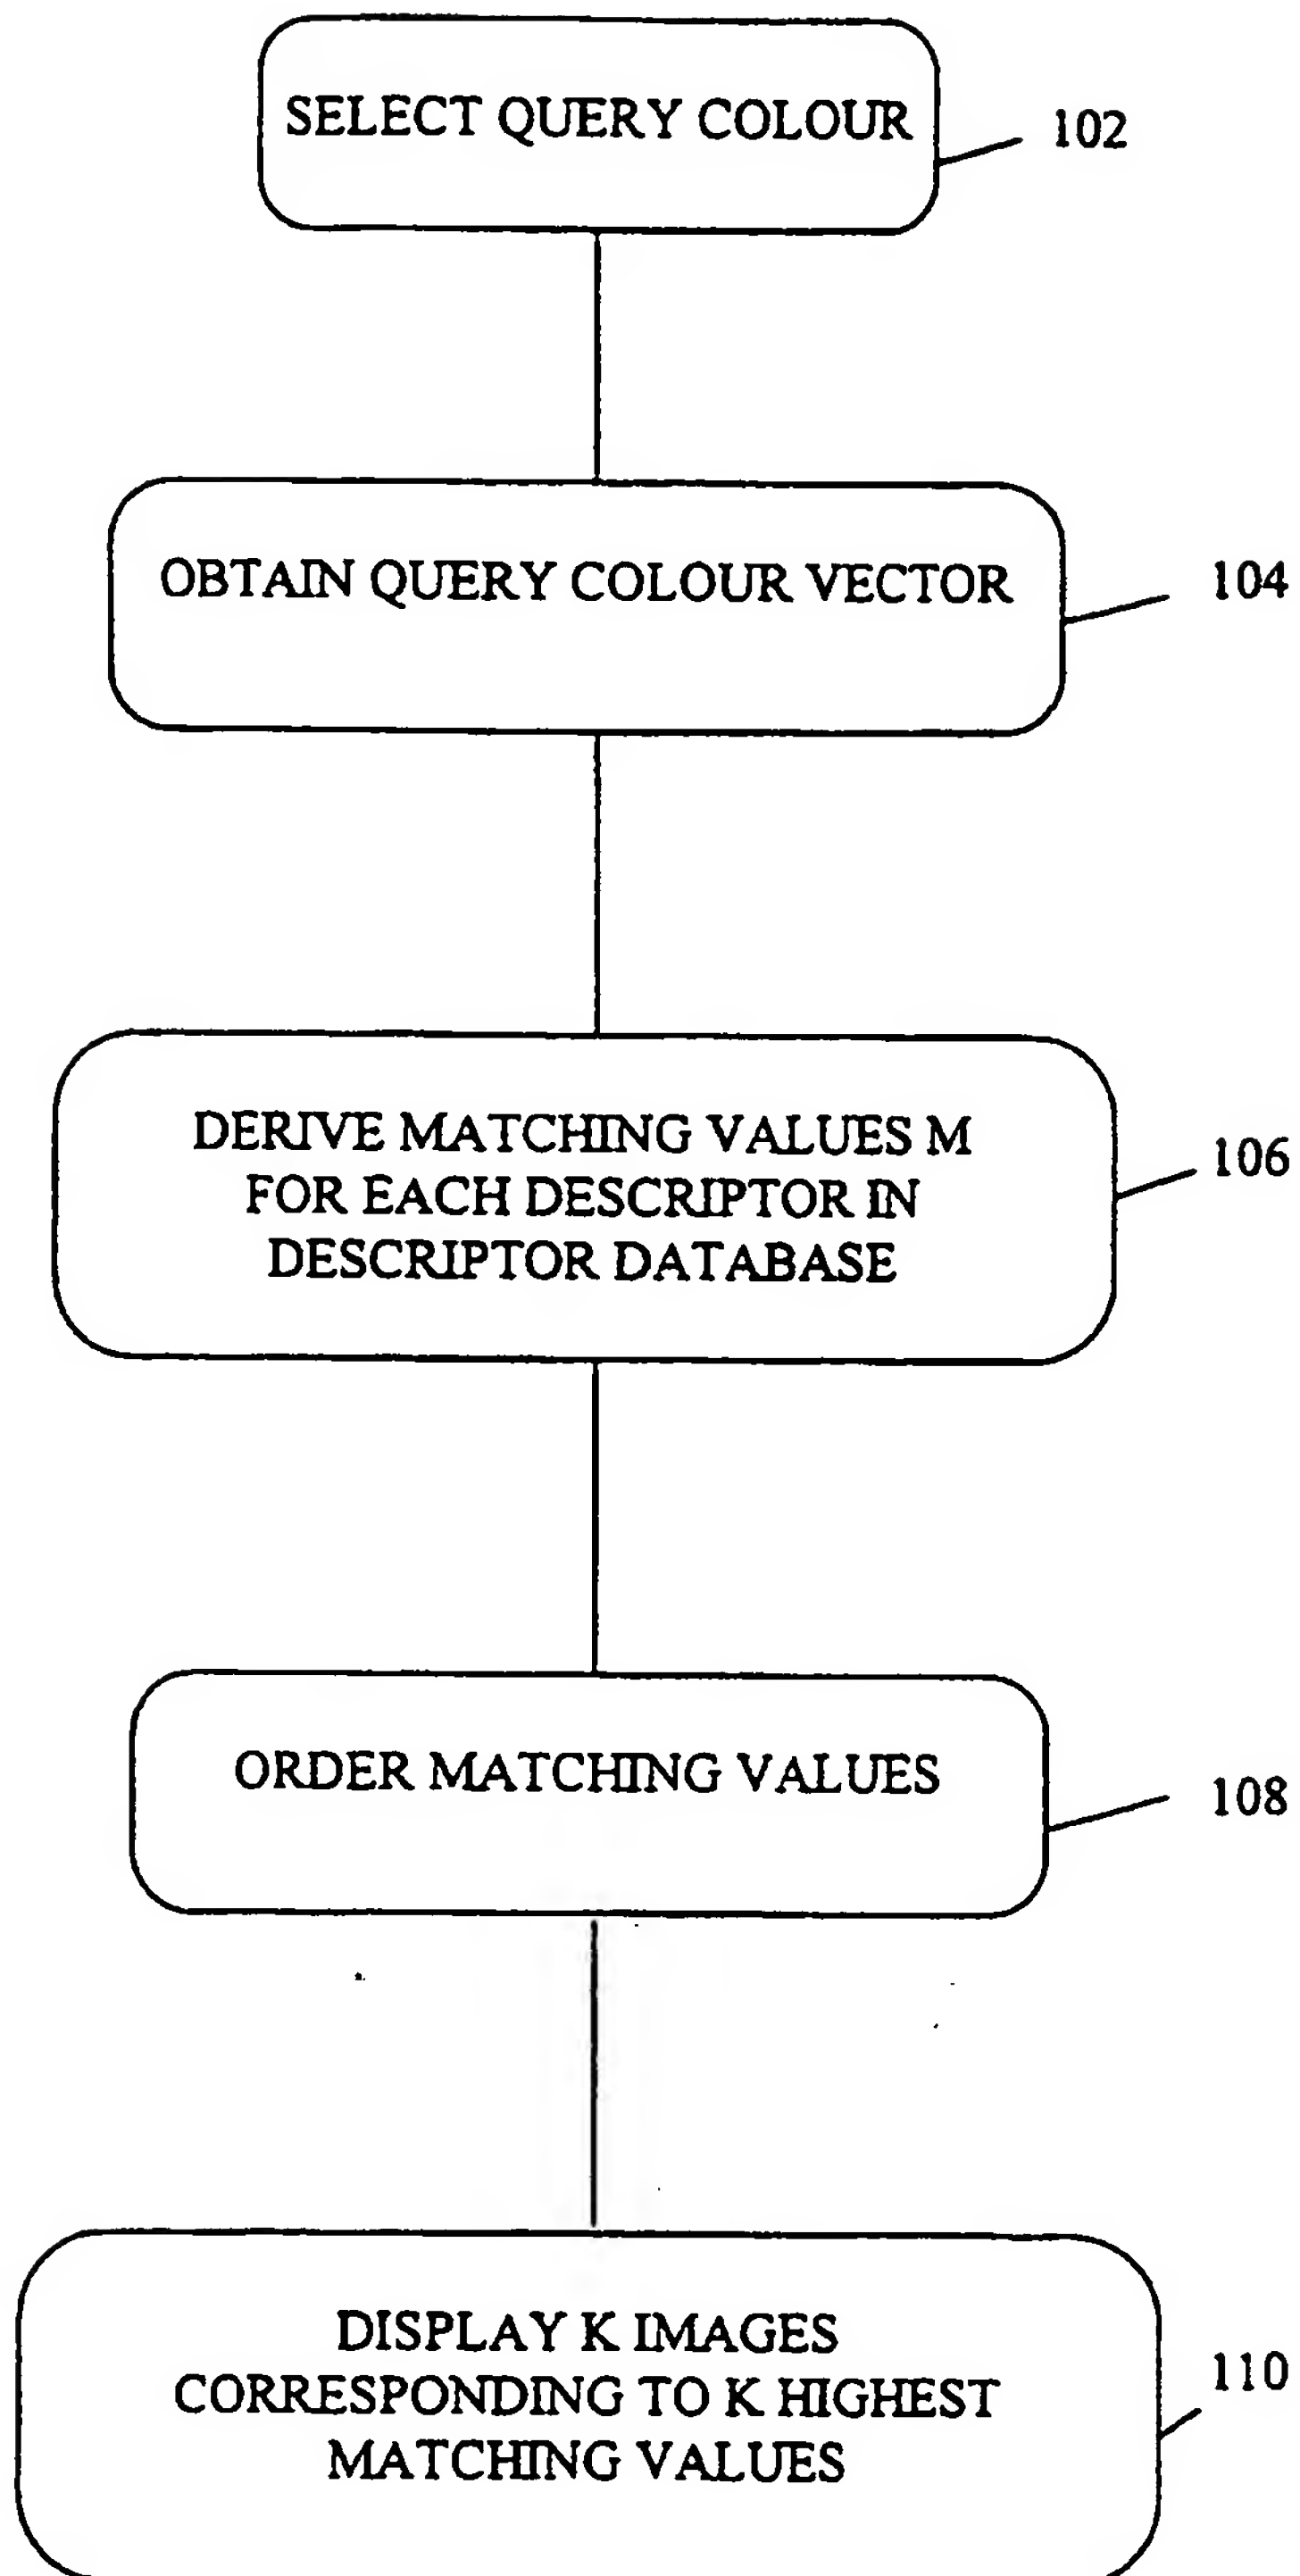 SELECT QUERY COLOUR
102
OBTAIN QUERY COLOUR VECTOR
104
DERIVE MATCHING VALUES M
FOR EACH DESCRIPTOR IN
DESCRIPTOR DATABASE
106
ORDER MATCHING VALUES
108
DISPLAY K IMAGES
CORRESPONDING TO K HIGHEST
MATCHING VALUES
110